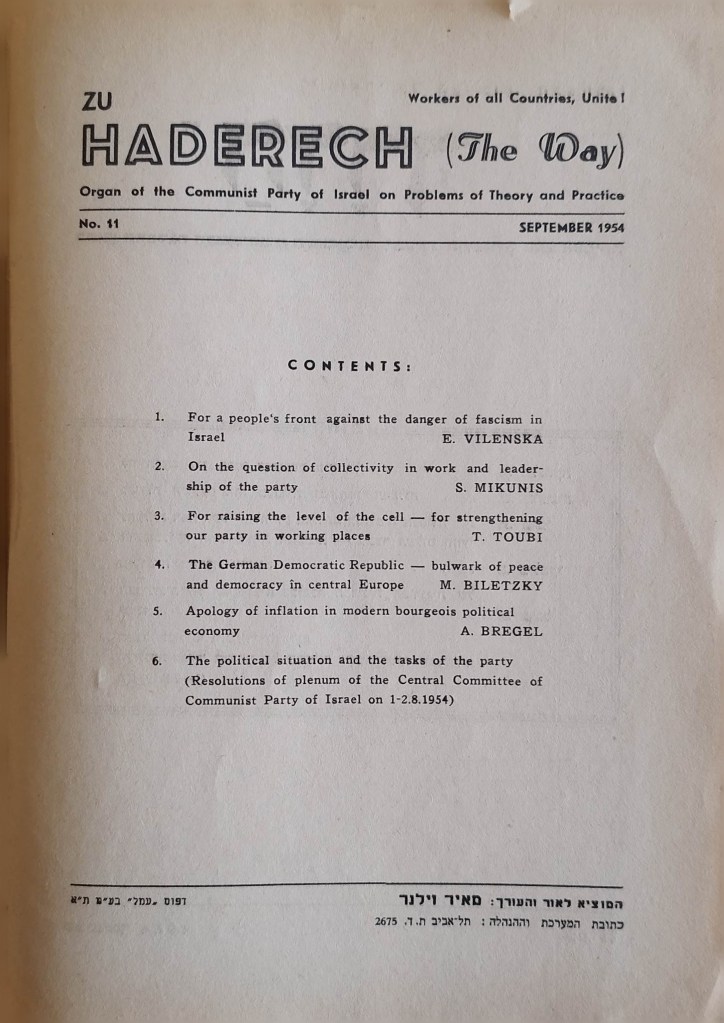 ZU
Workers of all Countries, Unite!
HADERECH (The Way)
Organ of the Communist Party of Israel on Problems of Theory and Practice
No. 11 SEPTEMBER 1954
CONTENTS:
1. For a people's front against the danger of fascism in
Israel E. VILENSKA
2. On the question of collectivity in work and leader-
ship of the party S. MIKUNIS
3. For raising the level of the cell — for strengthening
our party in working places T. TOUBI
4. The German Democratic Republic — bulwark of peace
and democracy in central Europe M. BILETZKY
5. Apology of inflation in modern bourgeois political
economy A. BREGEL
6. The political situation and the tasks of the party
(Resolutions of plenum of the Central Committee of
Communist Party of Israel on 1-2.8.1954)
המוציא לאור והעורך: מאיר וילנר
דפוס „עמל” בע״מ ת״א
כתובת המערכת וההנהלה: תל־אביב ת. ד. 2675